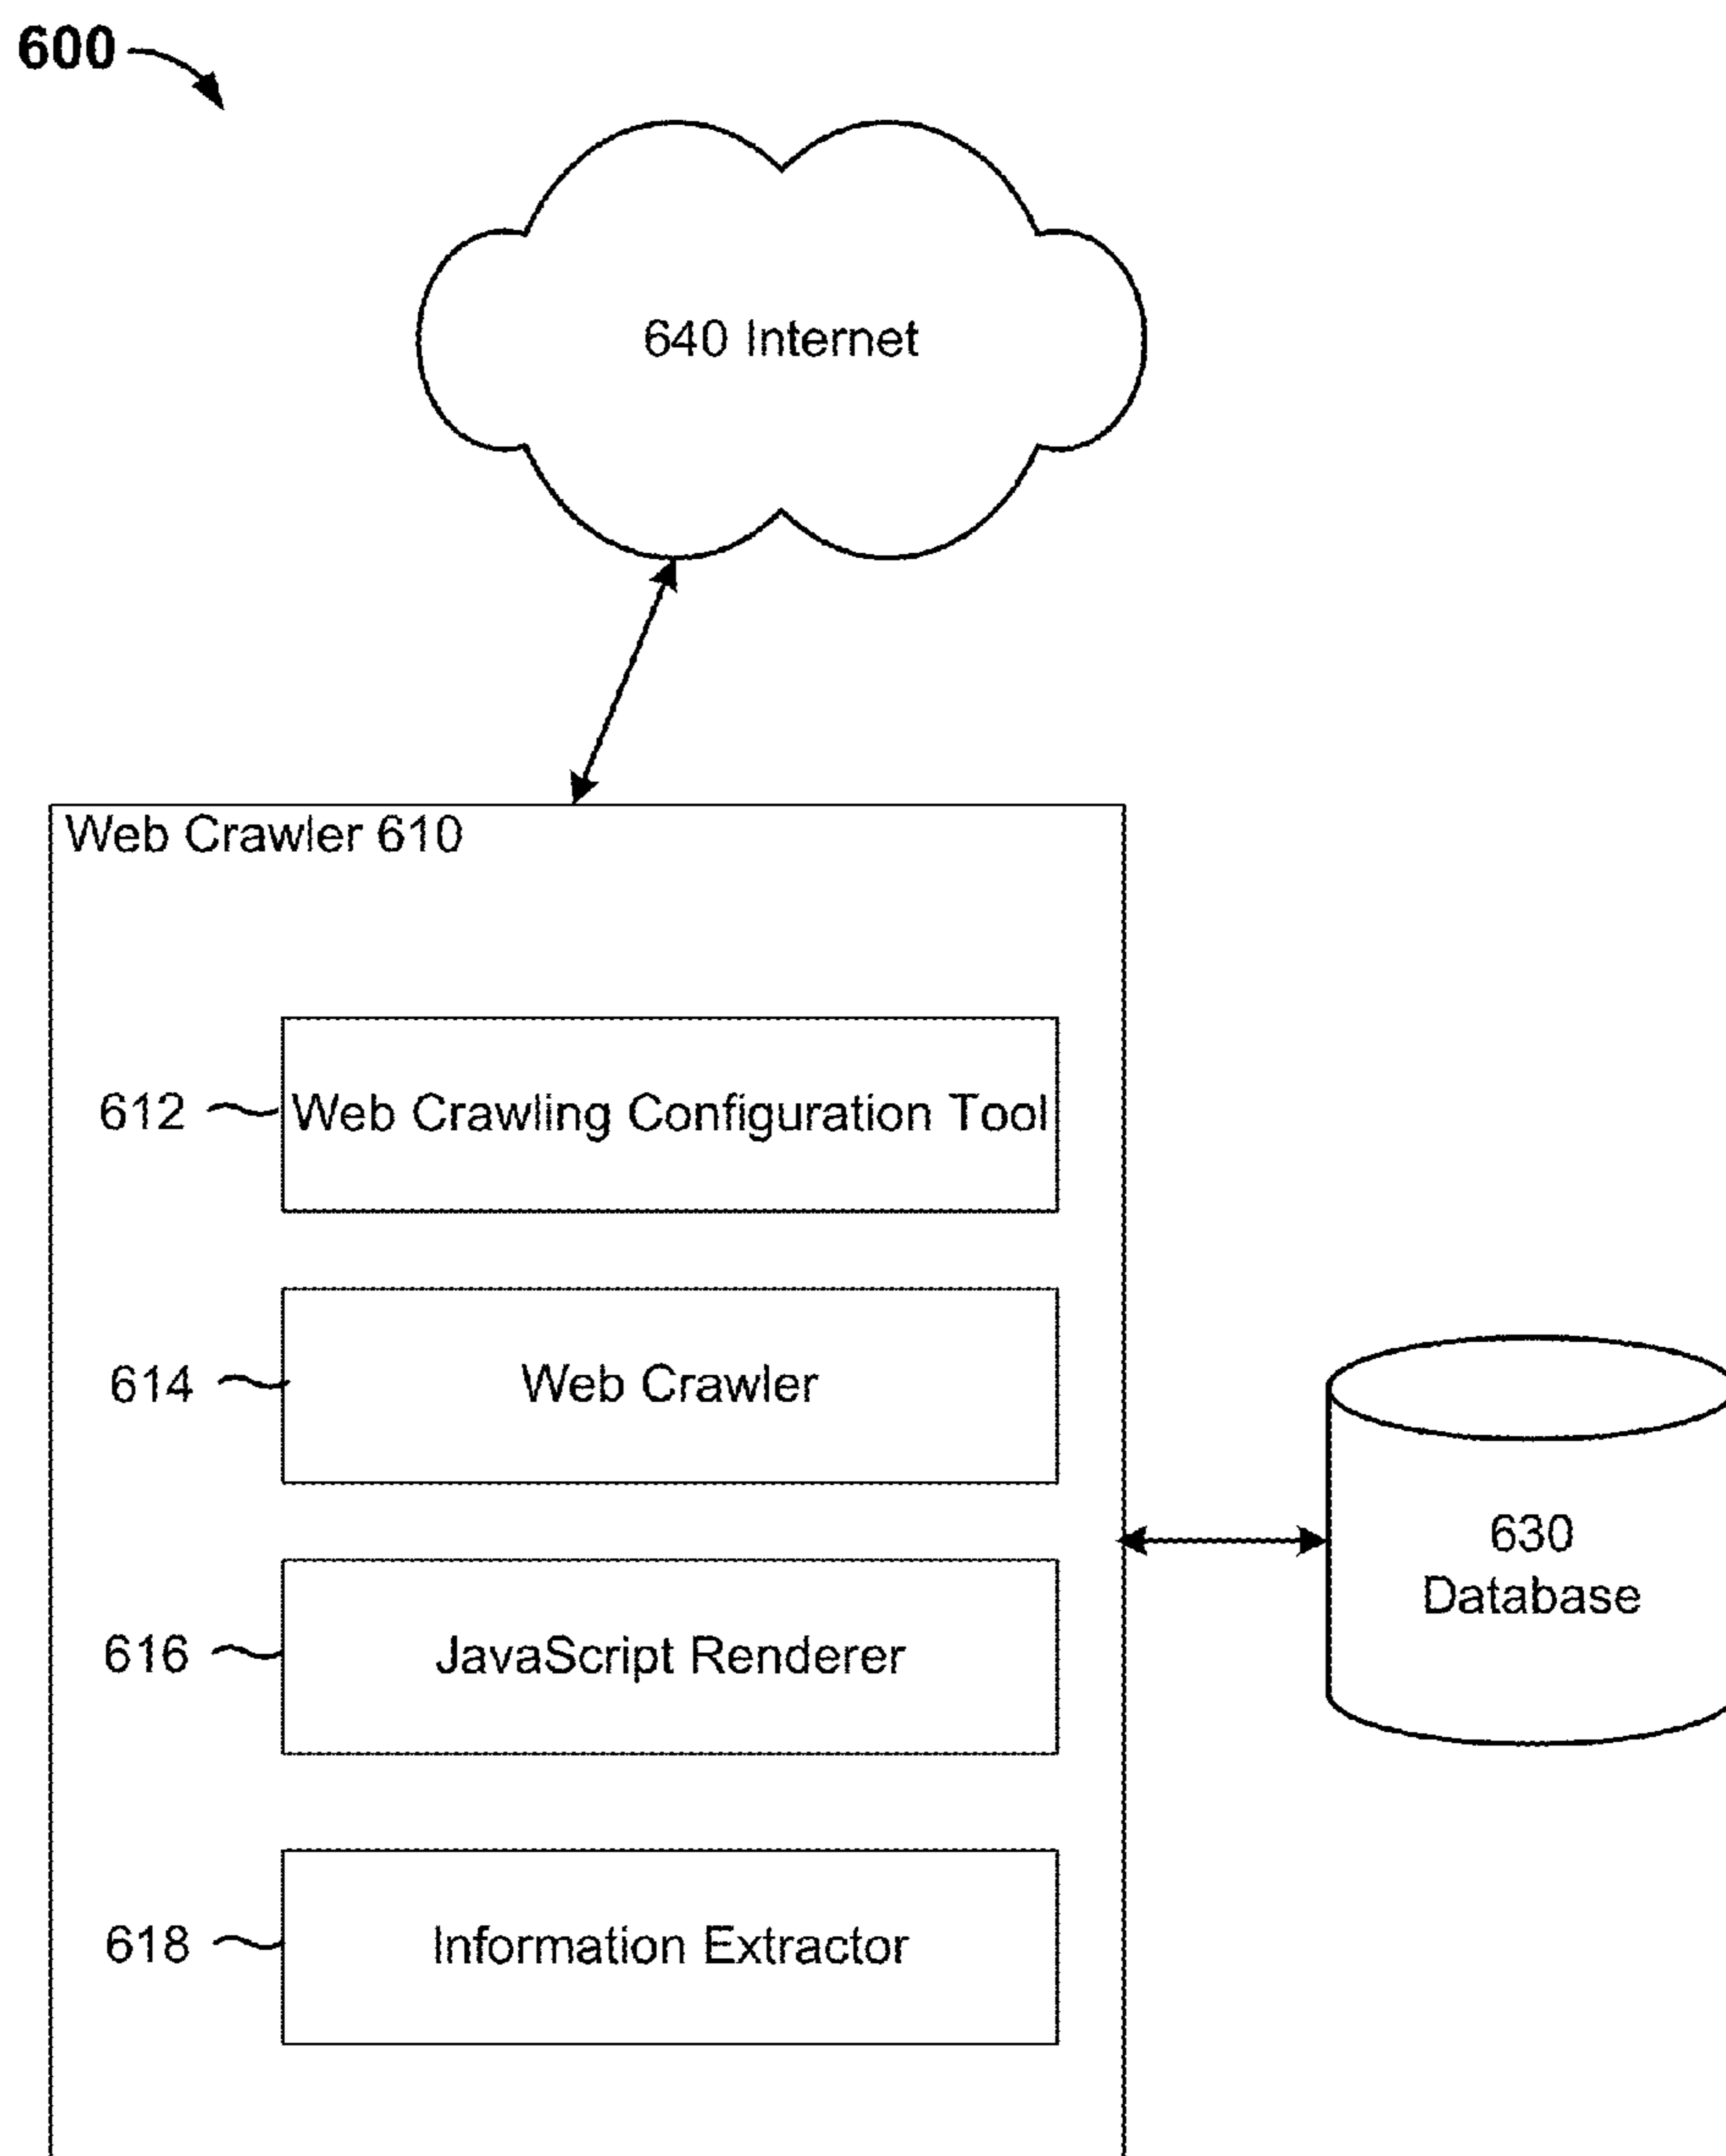 600
640 Internet
Web Crawler 610
612 Web Crawling Configuration Tool
614 Web Crawler
616 JavaScript Renderer
618 Information Extractor
630
Database